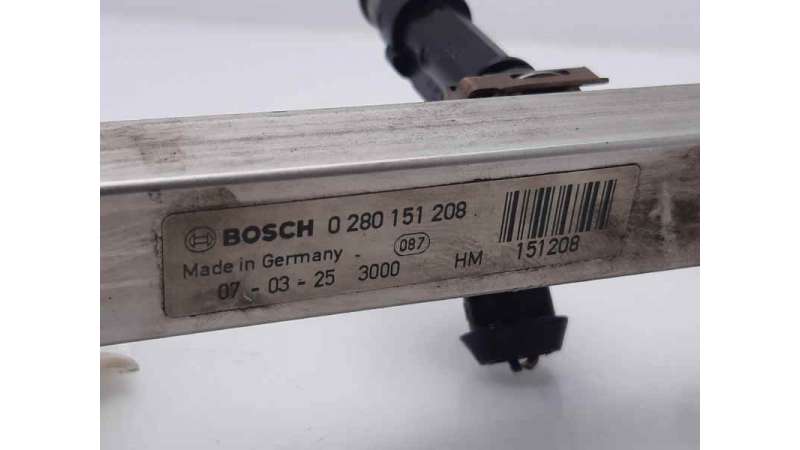 BOSCH 0 280 151 208
Made in Germany 087
07 - 03 - 25 3000 HM 151208